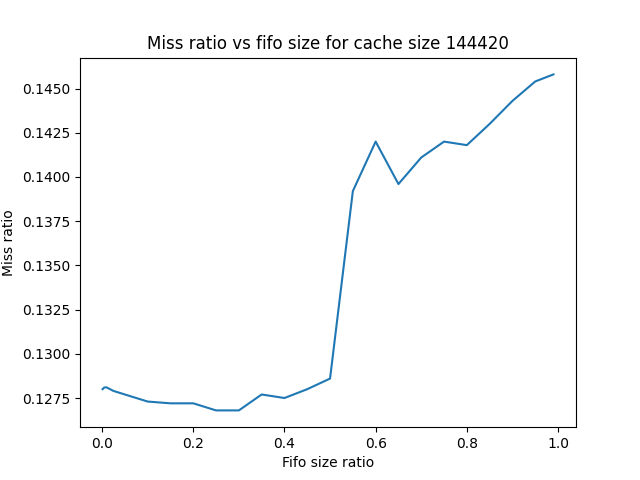 Miss ratio vs fifo size for cache size 144420
0.1450
0.1425
0.1400
0.1375
0.1350
0.1325
0.1300
0.1275
Miss ratio
0.0 0.2 0.4 0.6 0.8 1.0
Fifo size ratio